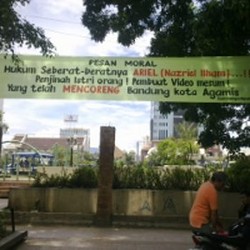 PESAN MORAL
Hukum Seberat-beratnya ARIEL (Nazriel Ilham)...!!
Penjinah Istri orang! Pembuat Video mesum!
Yang telah MENCORENG Bandung kota Agamis